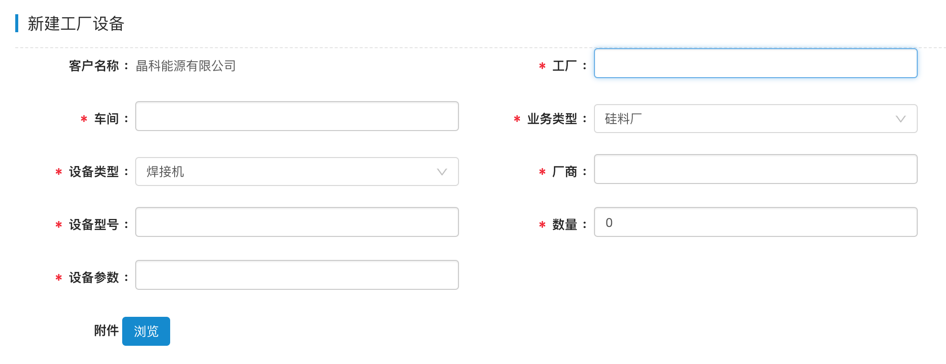 新建工厂设备
客户名称： 晶科能源有限公司
* 工厂：
* 车间：
* 业务类型： 硅料厂
* 设备类型： 焊接机
* 厂商：
* 设备型号：
* 数量： 0
* 设备参数：
附件 浏览